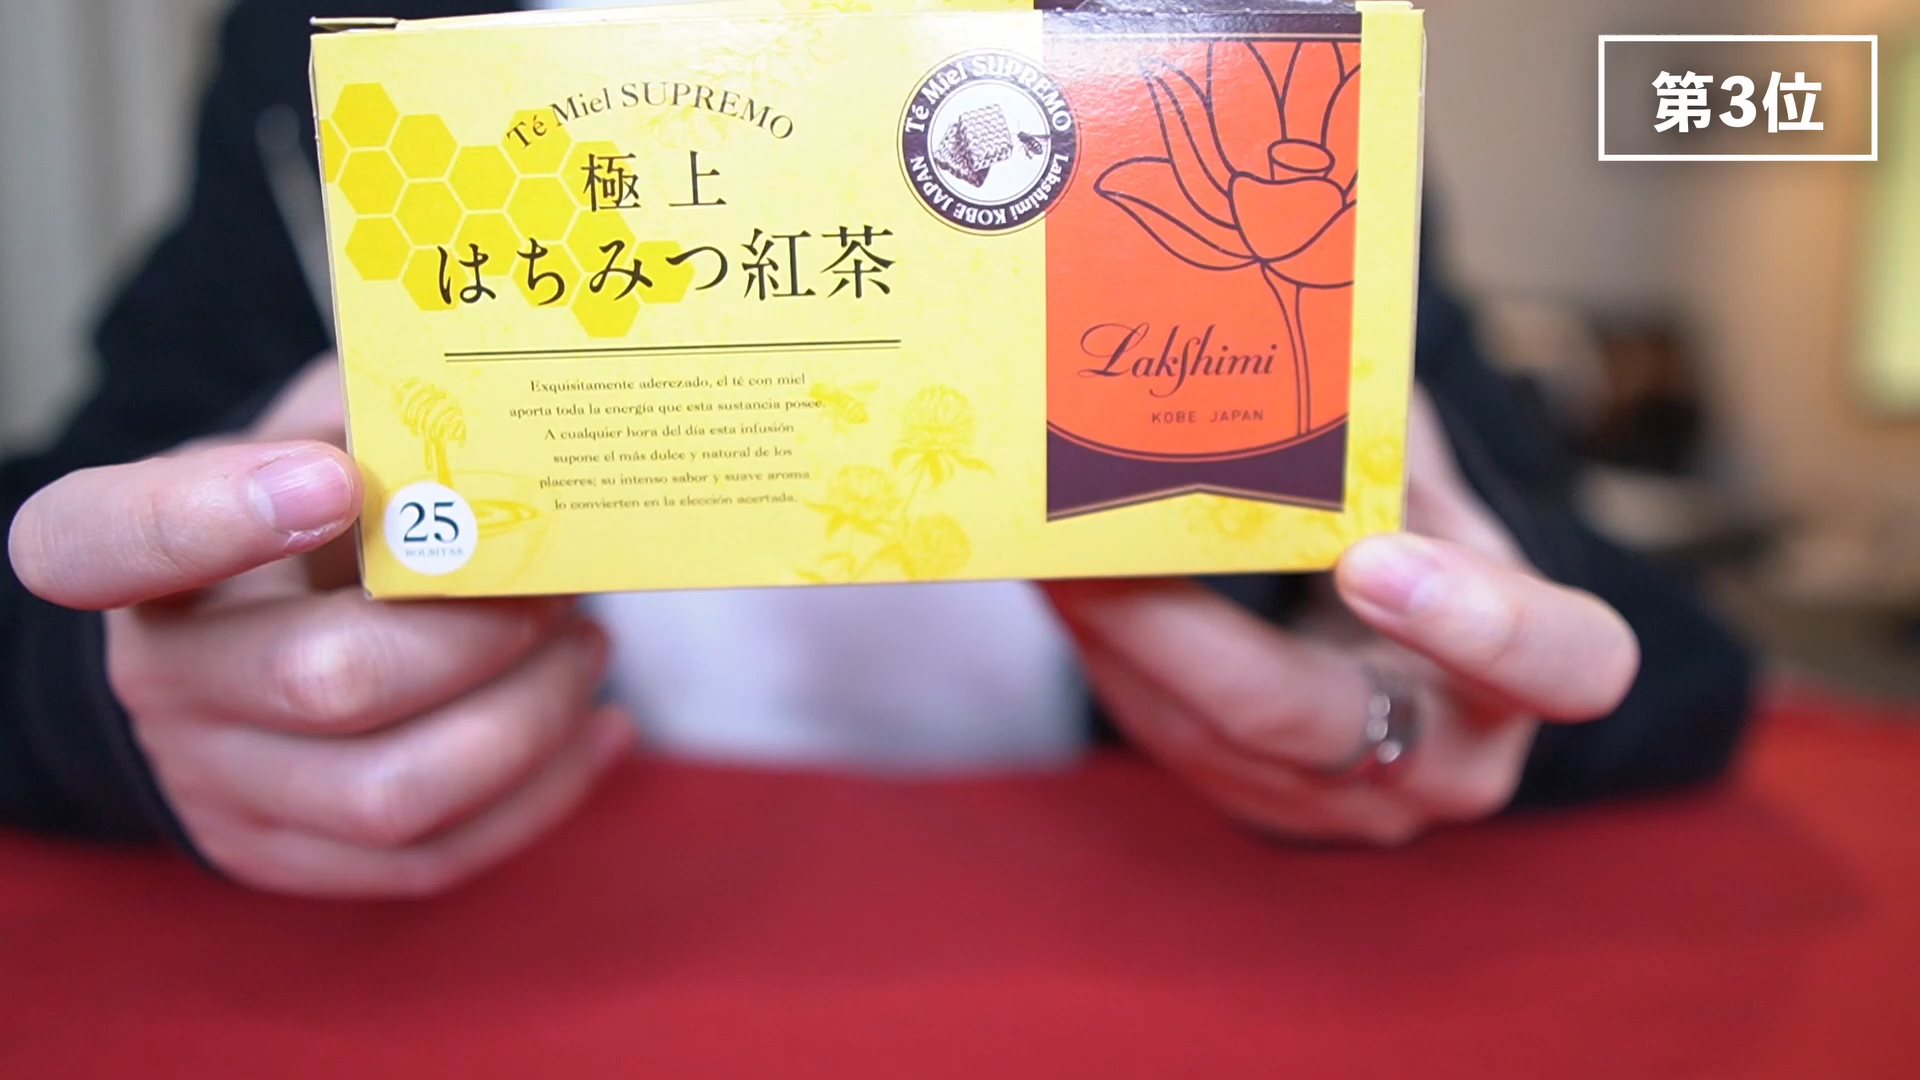 第3位
Té Miel SUPREMO
極上
はちみつ紅茶
Exquisitamente aderezado, el té con miel
aporta toda la energía que esta sustancia posee.
A cualquier hora del día esta infusión
supone el más dulce y natural de los
placeres; su intenso sabor y suave aroma
lo convierten en la elección acertada.
25
BOLSITAS
Té Miel SUPREMO
Lakshimi KOBE JAPAN
Lakshimi
KOBE JAPAN